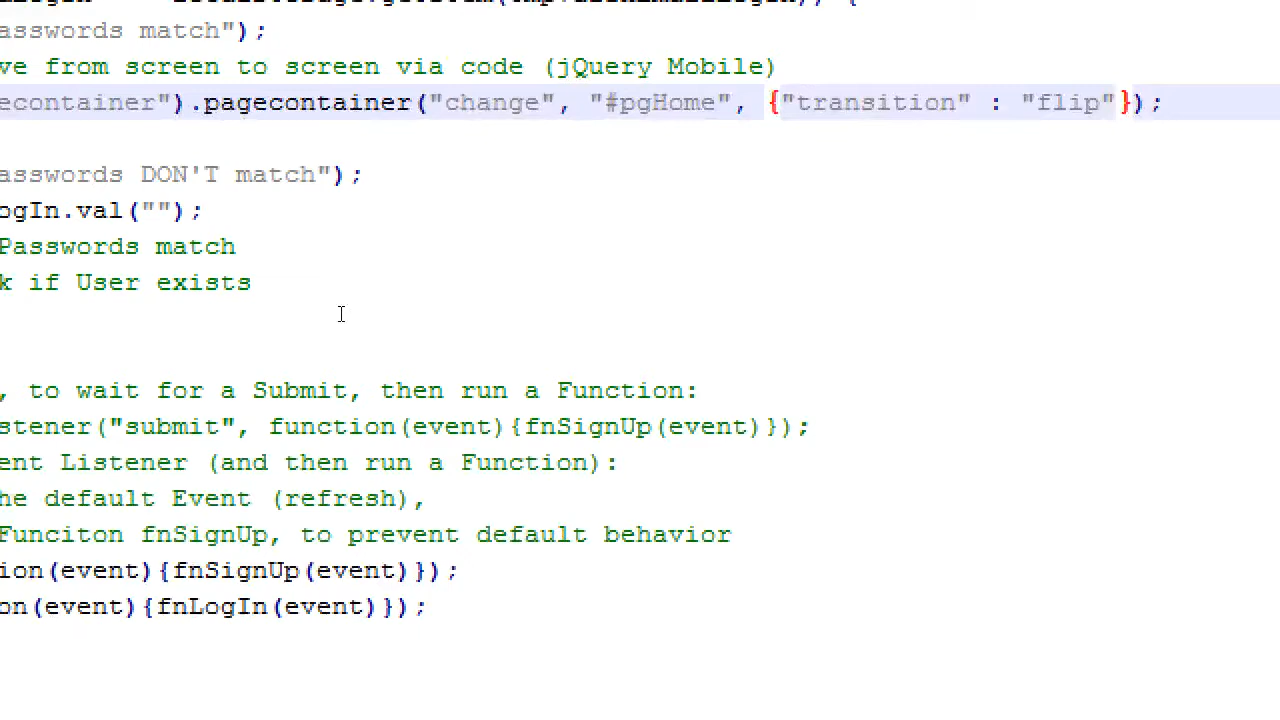 asswords match");
ve from screen to screen via code (jQuery Mobile)
econtainer").pagecontainer("change", "#pgHome", {"transition" : "flip"});
asswords DON'T match");
ogIn.val("");
Passwords match
k if User exists
, to wait for a Submit, then run a Function:
stener("submit", function(event){fnSignUp(event)});
ent Listener (and then run a Function):
he default Event (refresh),
Funciton fnSignUp, to prevent default behavior
ion(event){fnSignUp(event)});
on(event){fnLogIn(event)});